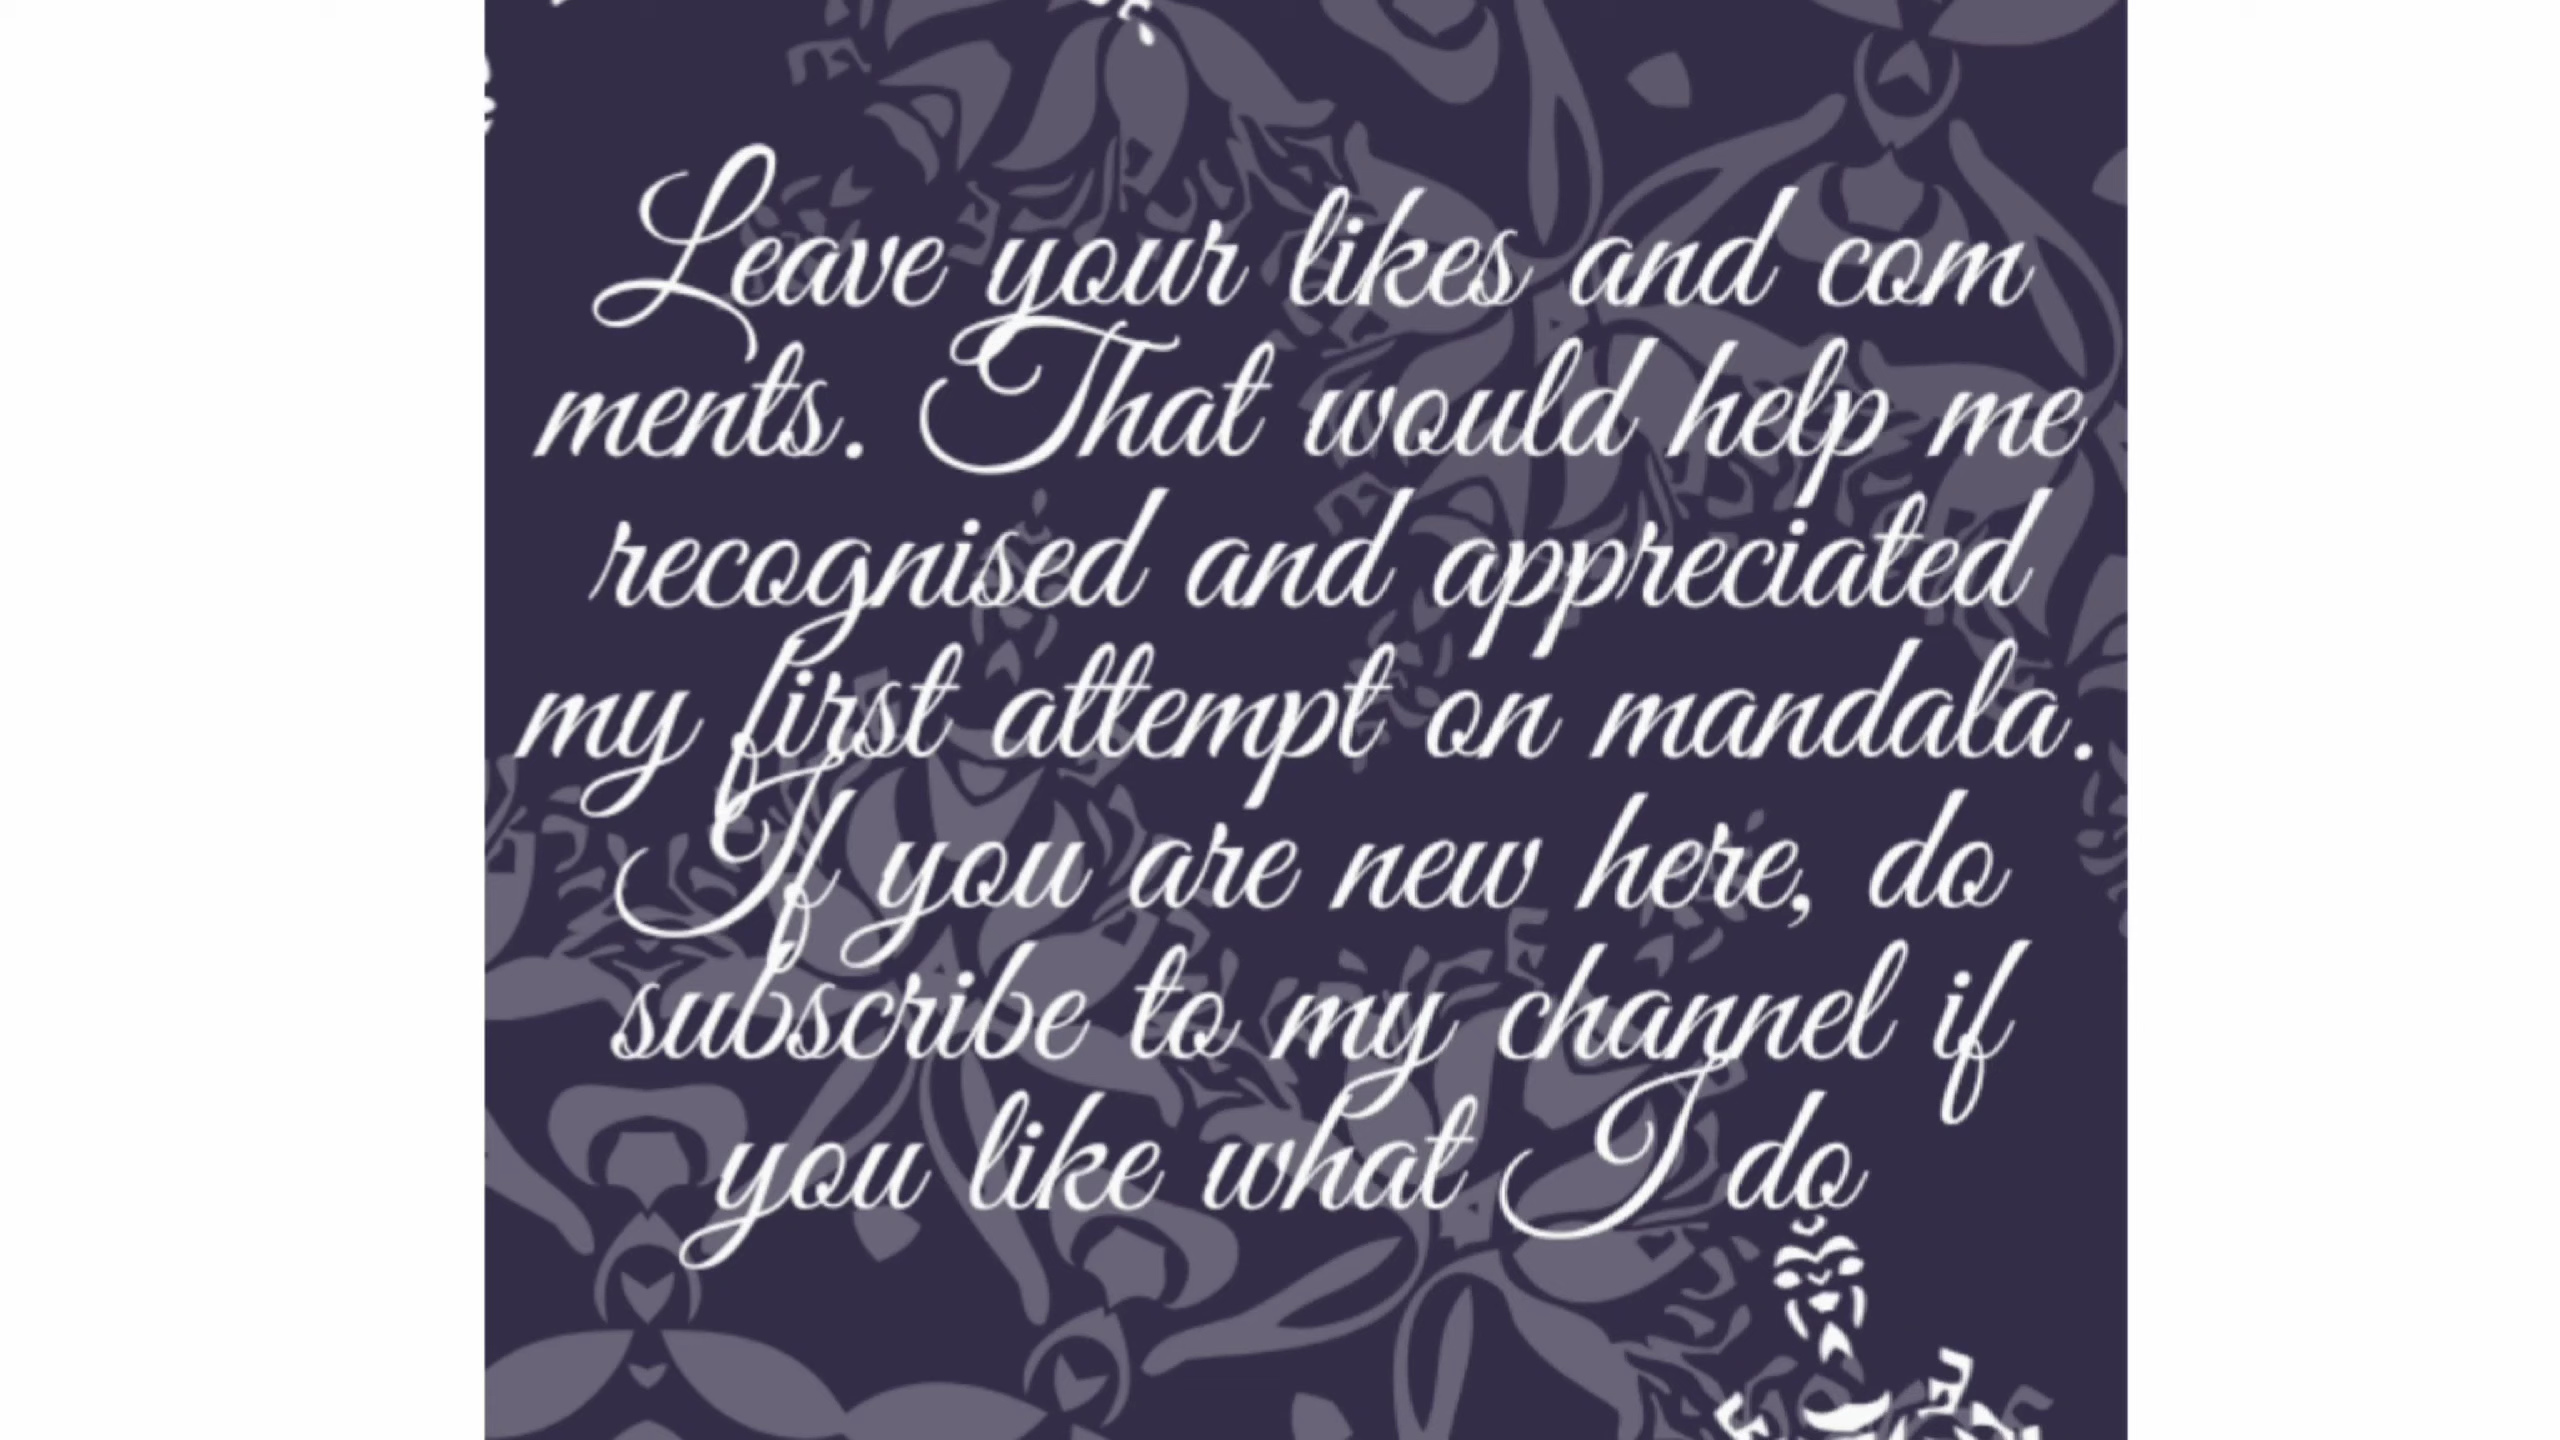 Leave your likes and com
ments. That would help me
recognised and appreciated
my first attempt on mandala.
If you are new here, do
subscribe to my channel if
you like what I do